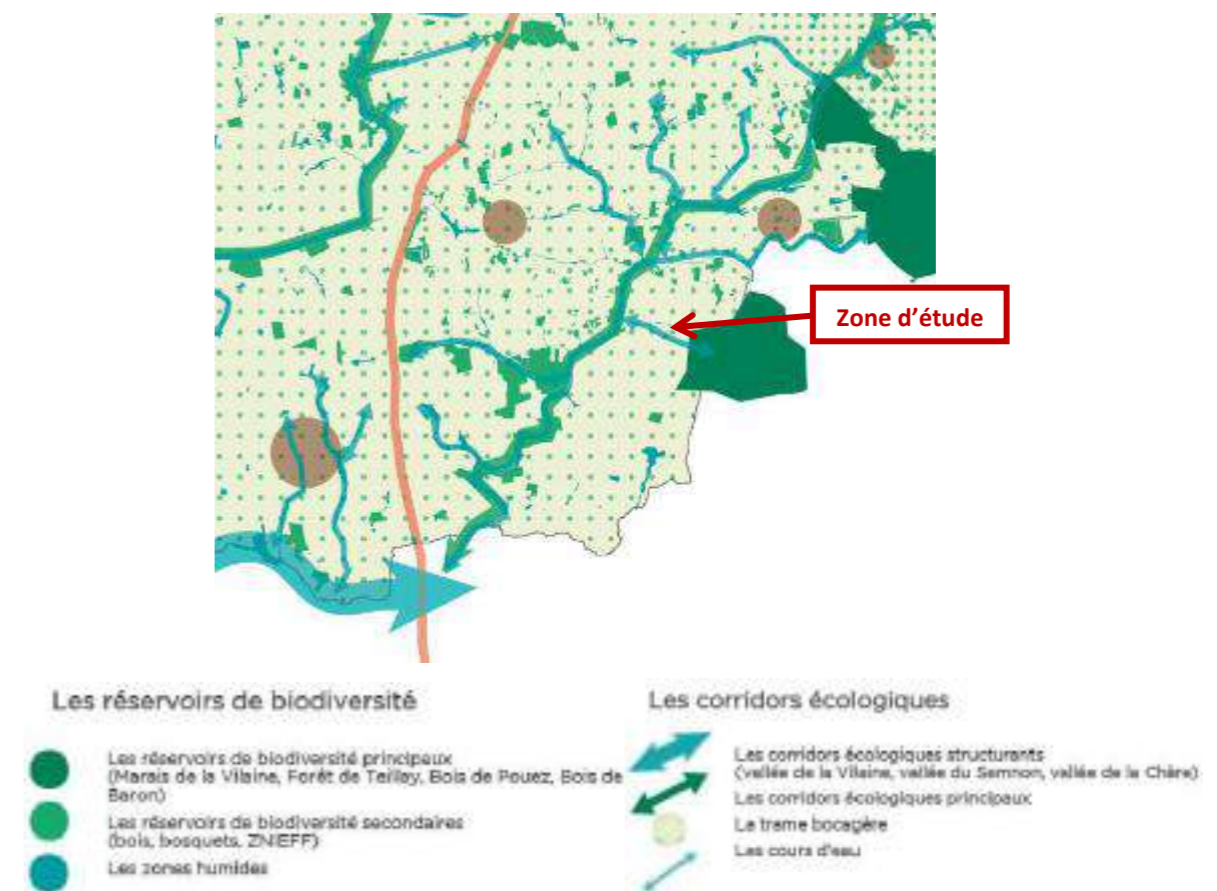 Zone d'étude
Les réservoirs de biodiversité
Les réservoirs de biodiversité principaux
(Marais de la Vilaine, Forêt de Teillay, Bois de Pouez, Bois de
Baron)
Les réservoirs de biodiversité secondaires
(bois, bosquets, ZNIEFF)
Les zones humides
Les corridors écologiques
Les corridors écologiques structurants
(vallée de la Vilaine, vallée du Semnon, vallée de la Chère)
Les corridors écologiques principaux
La trame bocagère
Les cours d'eau